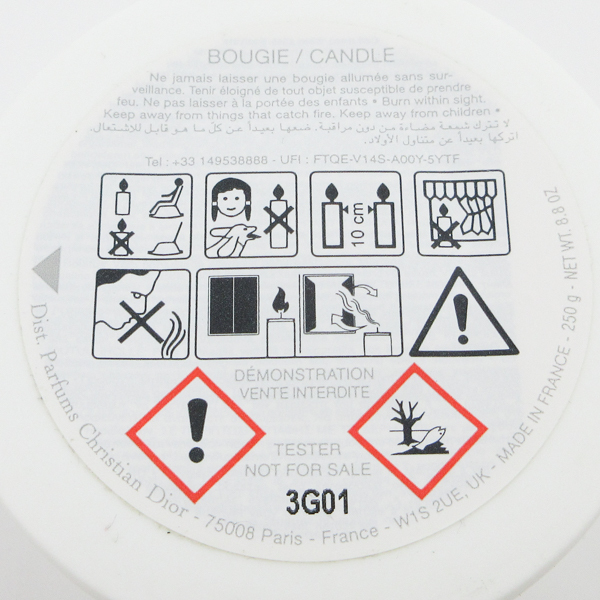 BOUGIE / CANDLE
Ne jamais laisser une bougie allumée sans sur-
veillance. Tenir éloigné de tout objet susceptible de prendre
feu. Ne pas laisser à la portée des enfants • Burn within sight.
Keep away from things that catch fire. Keep away from children •
لا تترك شمعة مضاءة من دون مراقبة. ضعها بعيداً عن كل ما هو قابل للاشتعال.
اتركها بعيداً عن متناول الأولاد.
Tel : +33 149538888 - UFI : FTQE-V14S-A00Y-5YTF
10 cm
DÉMONSTRATION
VENTE INTERDITE
TESTER
NOT FOR SALE
3G01
Dist. Parfums Christian Dior - 75008 Paris - France - W1S 2UE, UK - MADE IN FRANCE - 250 g - NET WT. 8.8 OZ